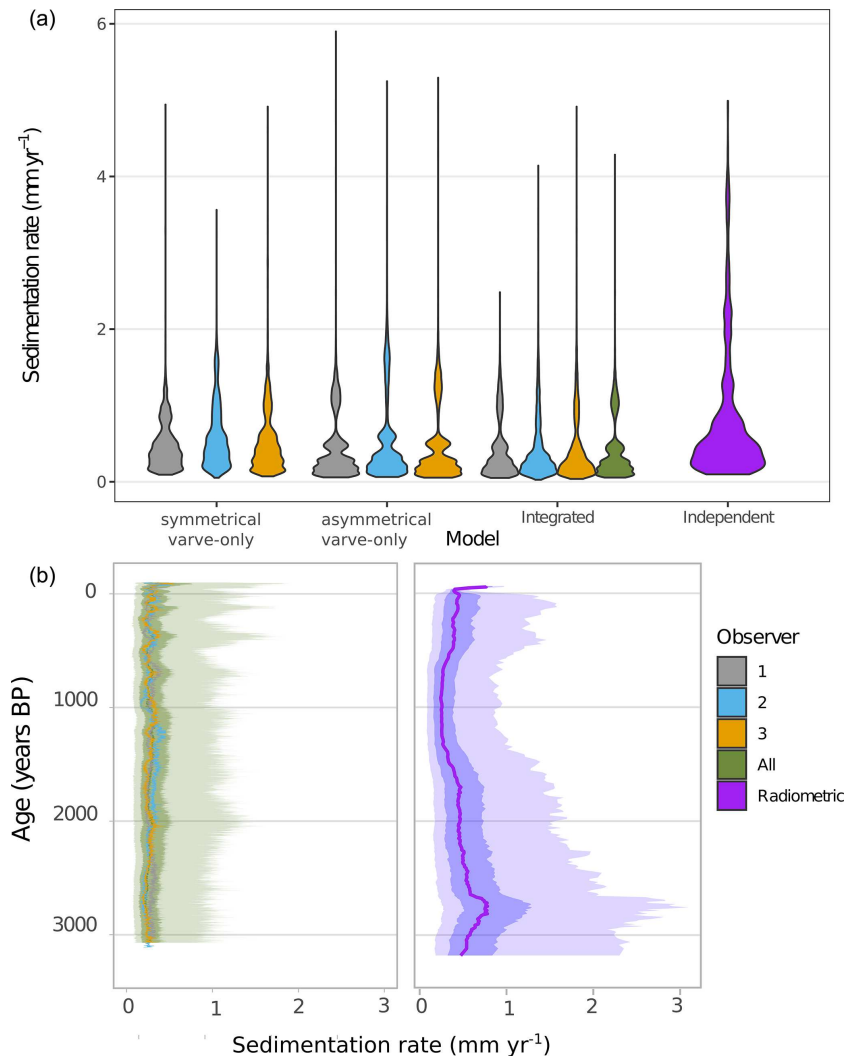 (a)
6
4
2
0
Sedimentation rate (mm yr⁻¹)
symmetrical
varve-only
asymmetrical
varve-only
Integrated
Independent
Model
(b)
0
1000
2000
3000
Age (years BP)
0
1
2
3
0
1
2
3
Sedimentation rate (mm yr⁻¹)
Observer
1
2
3
All
Radiometric